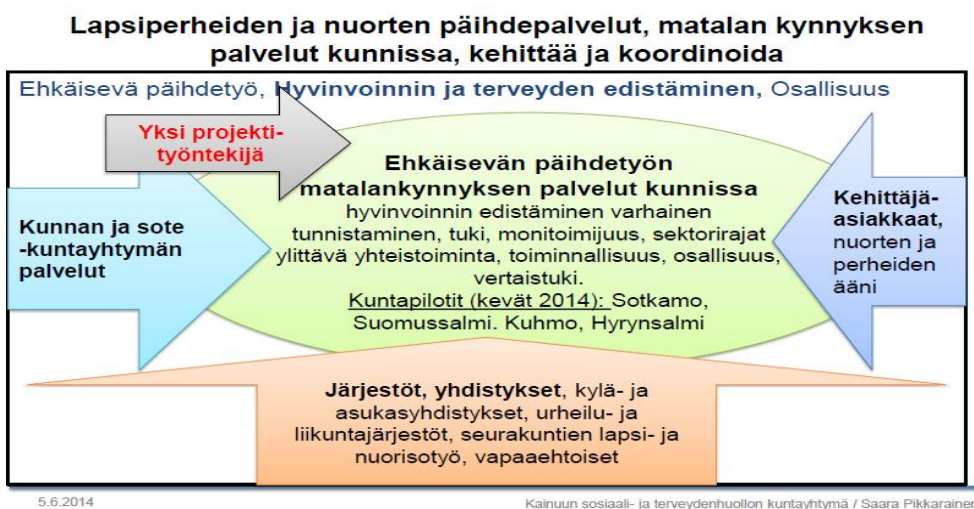 Lapsiperheiden ja nuorten päihdepalvelut, matalan kynnyksen
palvelut kunnissa, kehittää ja koordinoida
Ehkäisevä päihdetyö, Hyvinvoinnin ja terveyden edistäminen, Osallisuus
Yksi projekti-
työntekijä
Kunnan ja sote
-kuntayhtymän
palvelut
Ehkäisevän päihdetyön
matalankynnyksen palvelut kunnissa
hyvinvoinnin edistäminen varhainen
tunnistaminen, tuki, monitoimijuus, sektorirajat
ylittävä yhteistoiminta, toiminnallisuus, osallisuus,
vertaistuki.
Kuntapilotit (kevät 2014): Sotkamo,
Suomussalmi. Kuhmo, Hyrynsalmi
Kehittäjä-
asiakkaat,
nuorten ja
perheiden
ääni
Järjestöt, yhdistykset, kylä- ja
asukasyhdistykset, urheilu- ja
liikuntajärjestöt, seurakuntien lapsi- ja
nuorisotyö, vapaaehtoiset
5.6.2014
Kainuun sosiaali- ja terveydenhuollon kuntayhtymä / Saara Pikkarainen